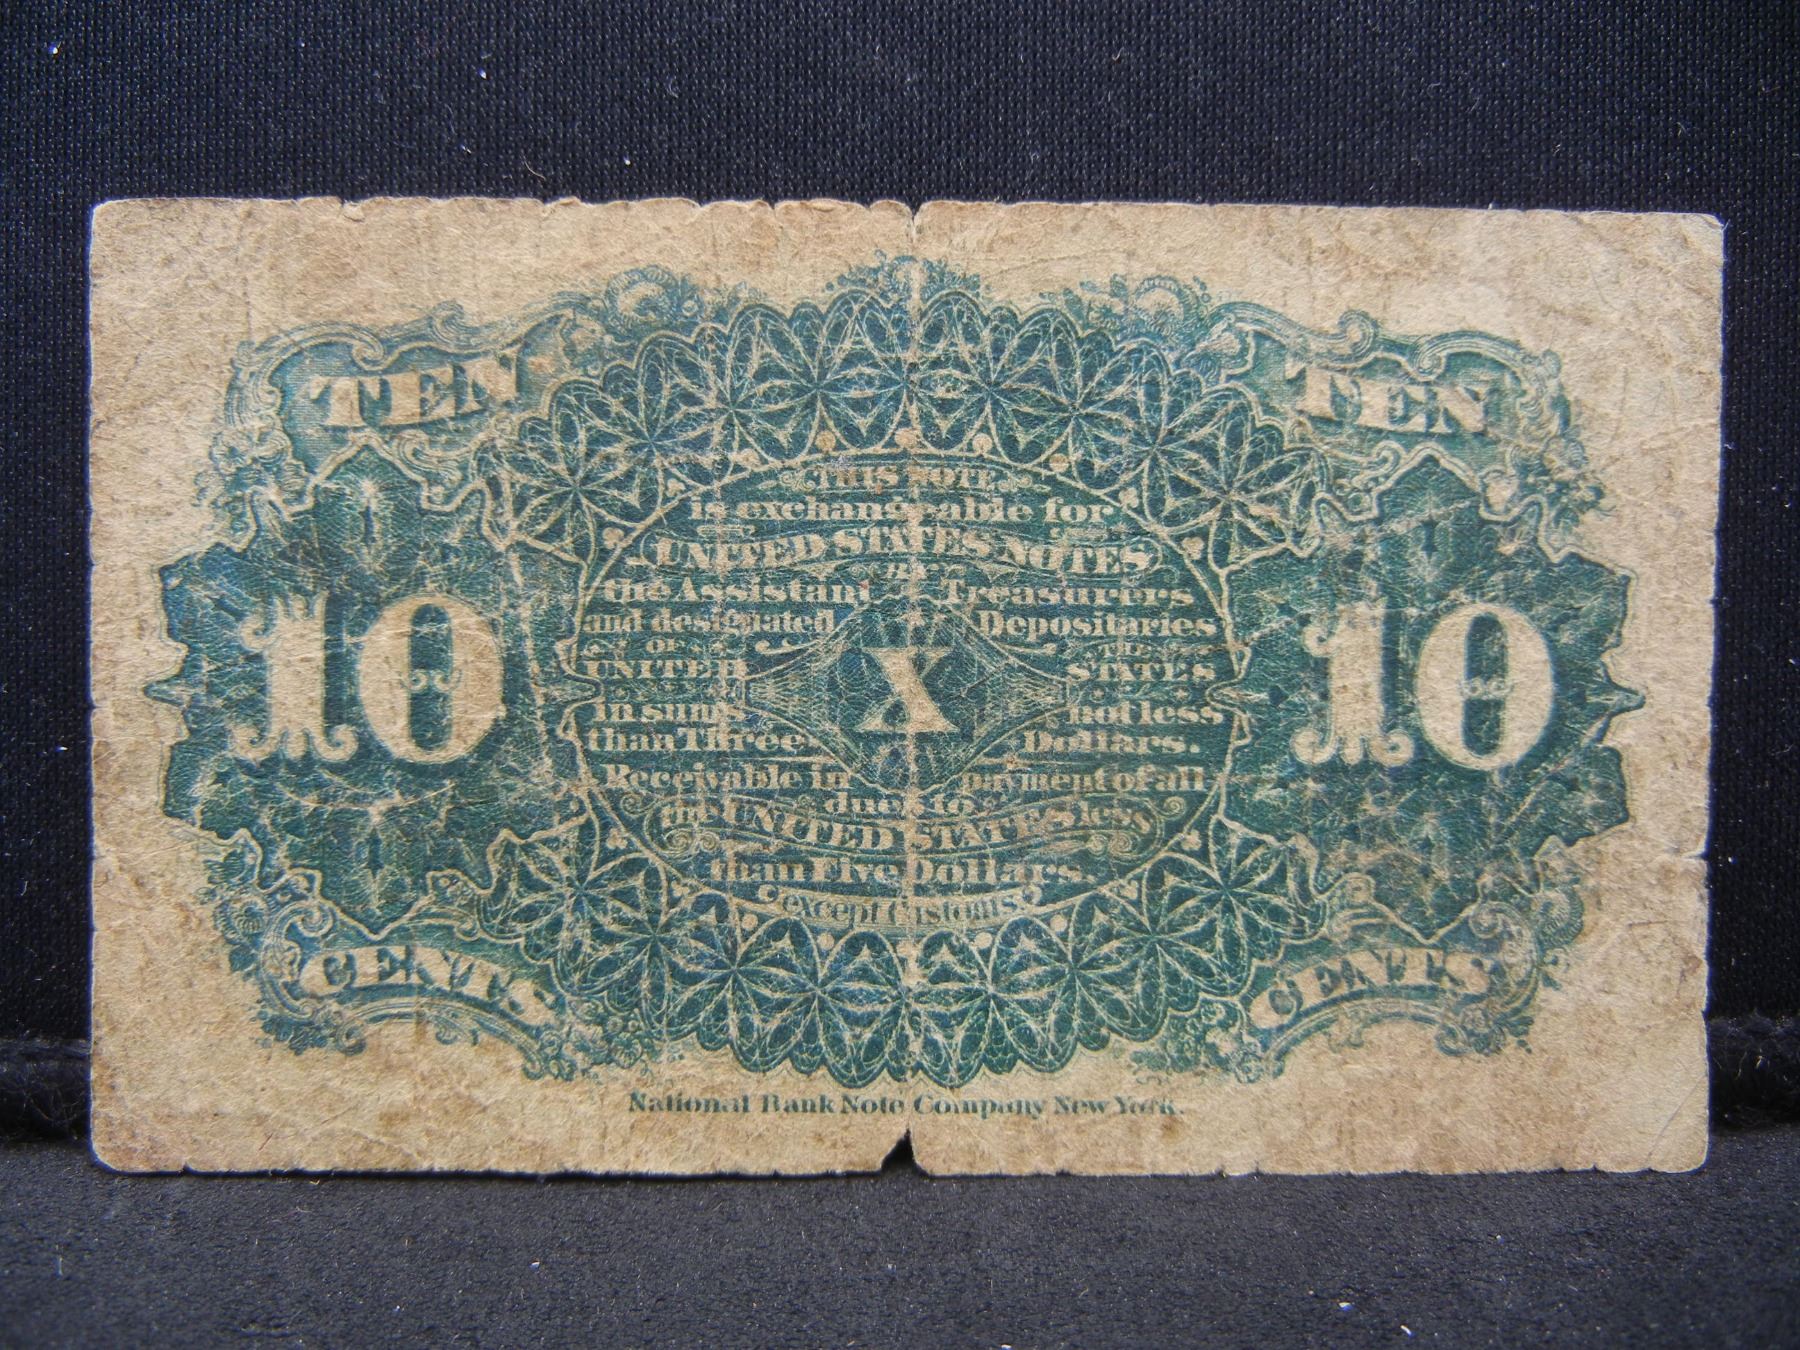 TEN TEN
THIS NOTE
is exchangeable for
UNITED STATES NOTES
BY
the Assistant Treasurers
and designated Depositaries
OF THE
UNITED STATES
in sums not less
than Three Dollars.
10 X 10
Receivable in payment of all
dues to
the UNITED STATES less
than Five Dollars.
except Customs
CENTS CENTS
National Bank Note Company New York.